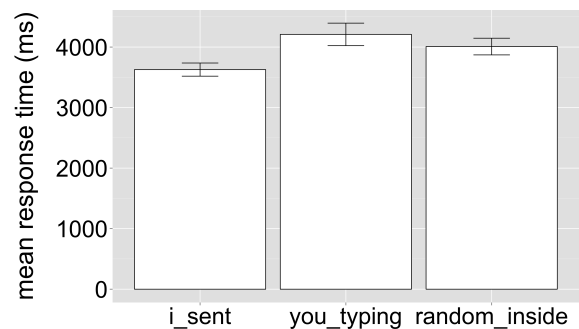 mean response time (ms)
4000
3000
2000
1000
0
i_sent you_typing random_inside